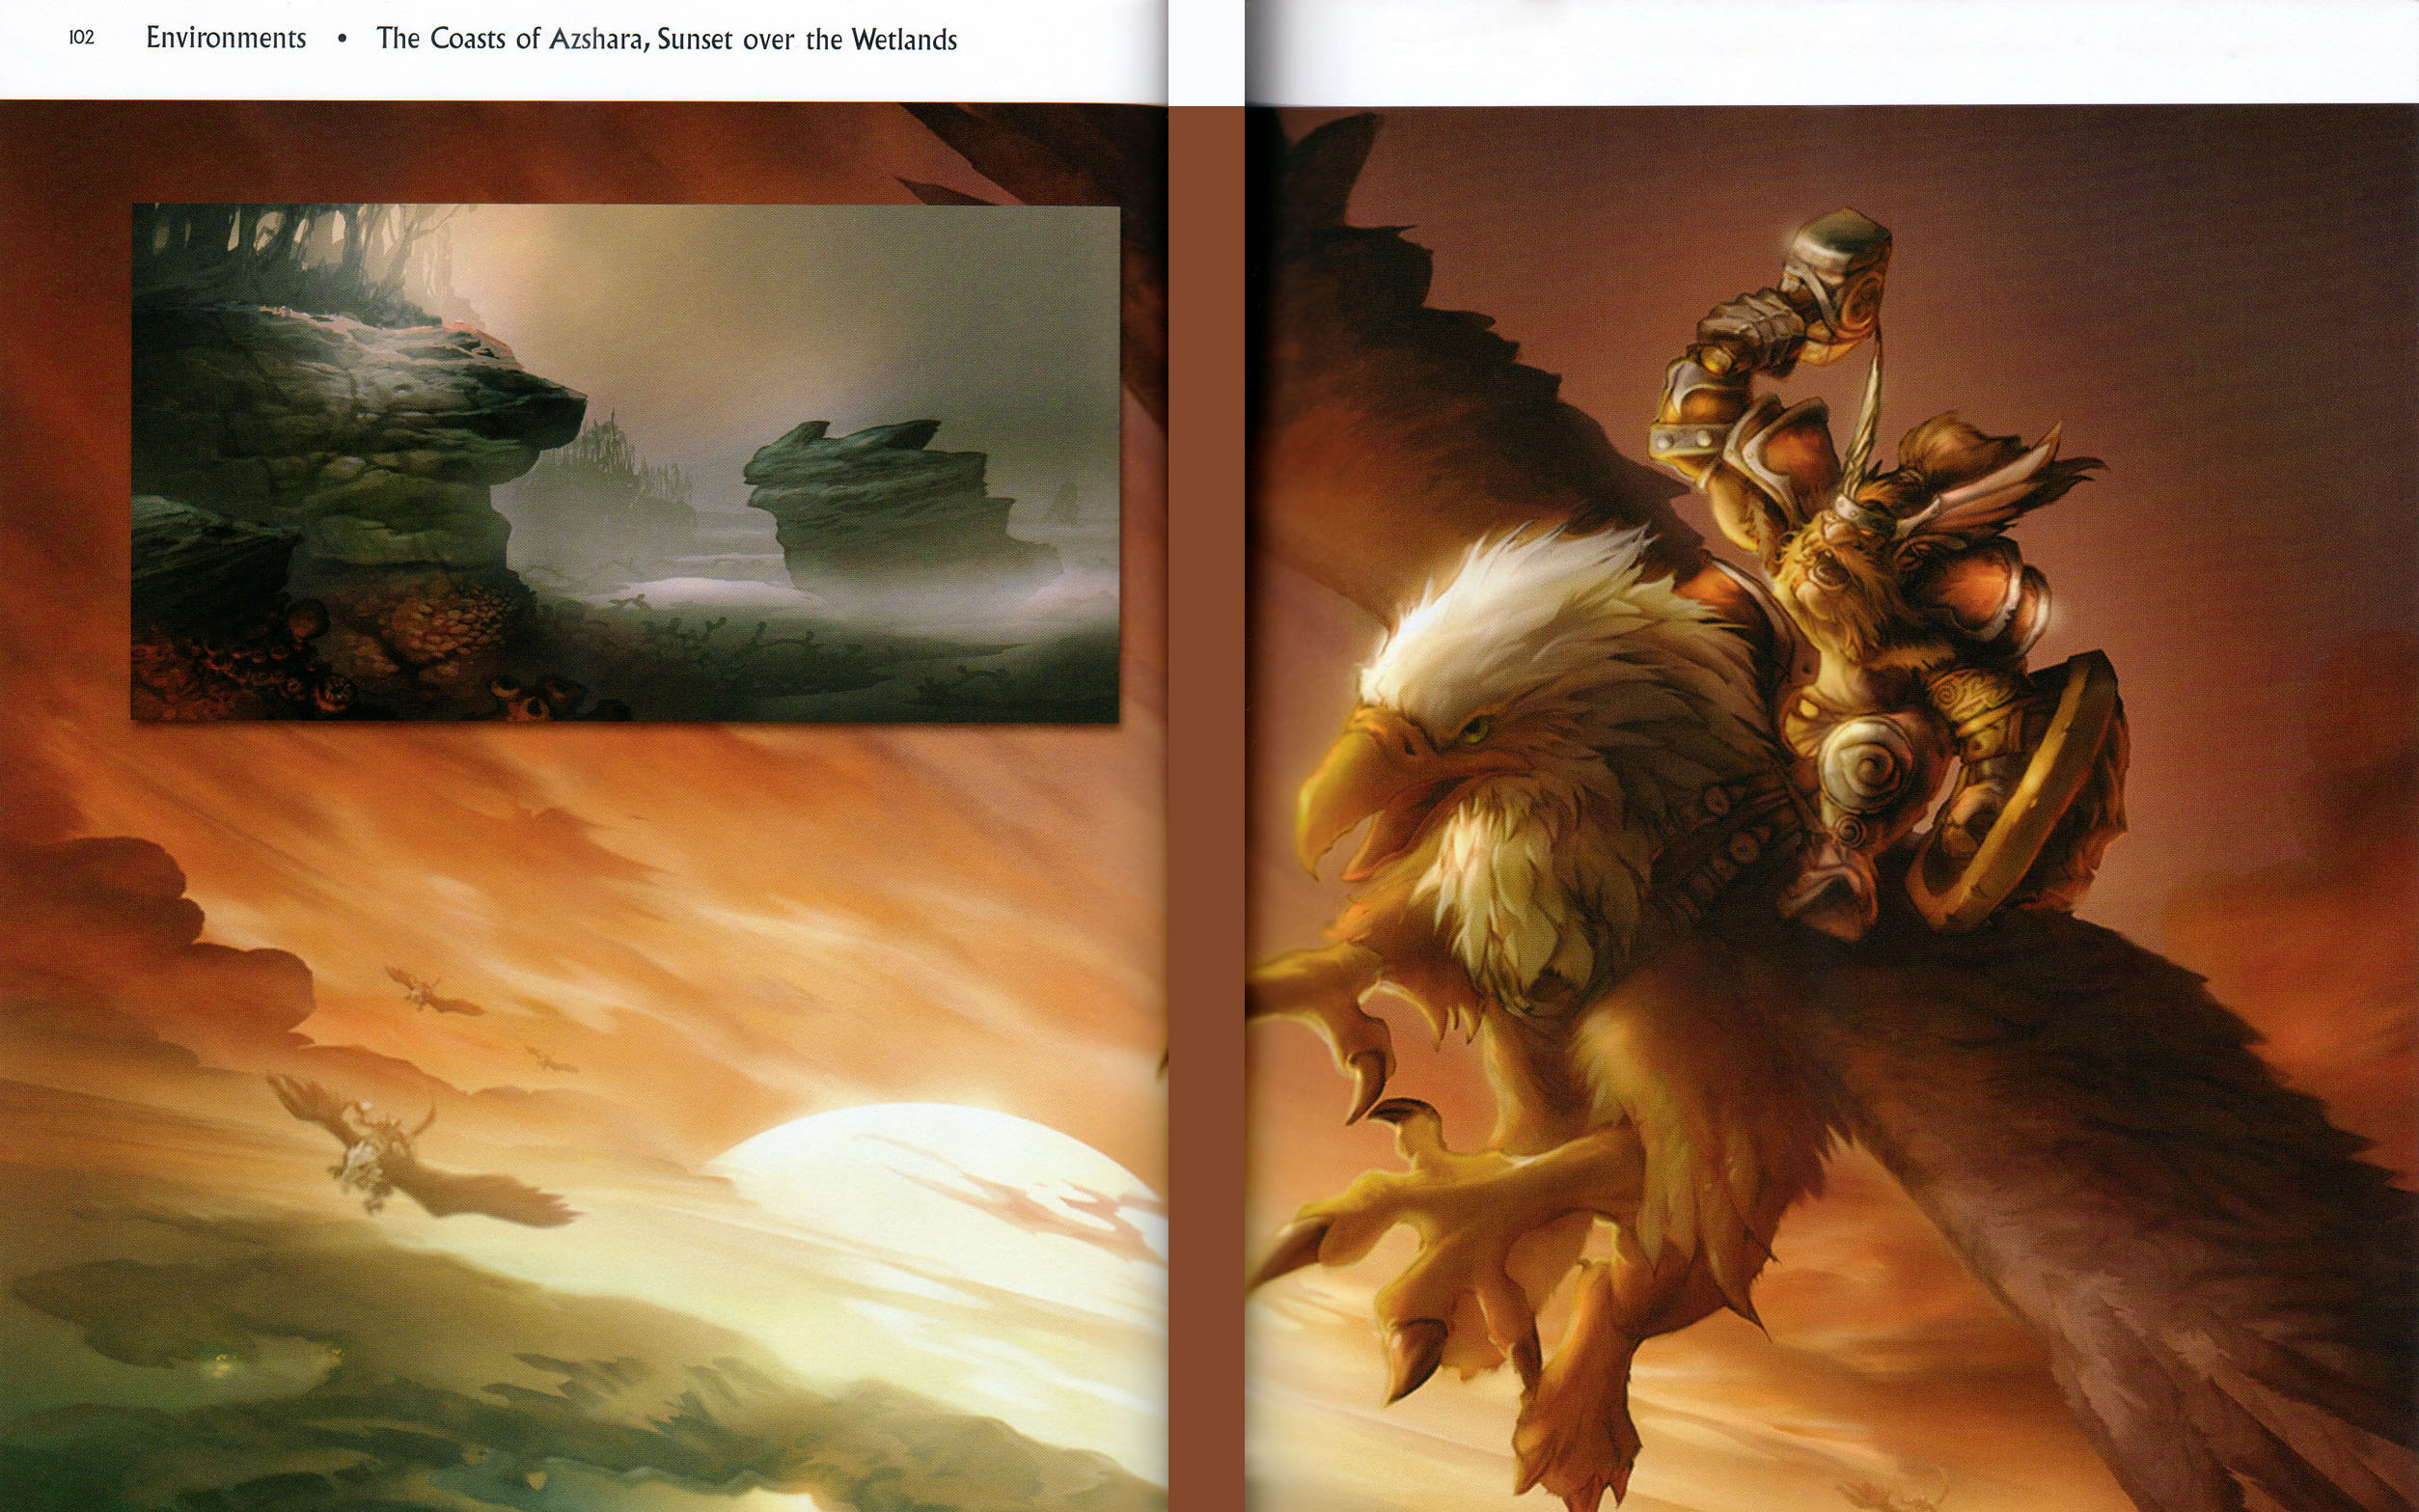 102 Environments • The Coasts of Azshara, Sunset over the Wetlands